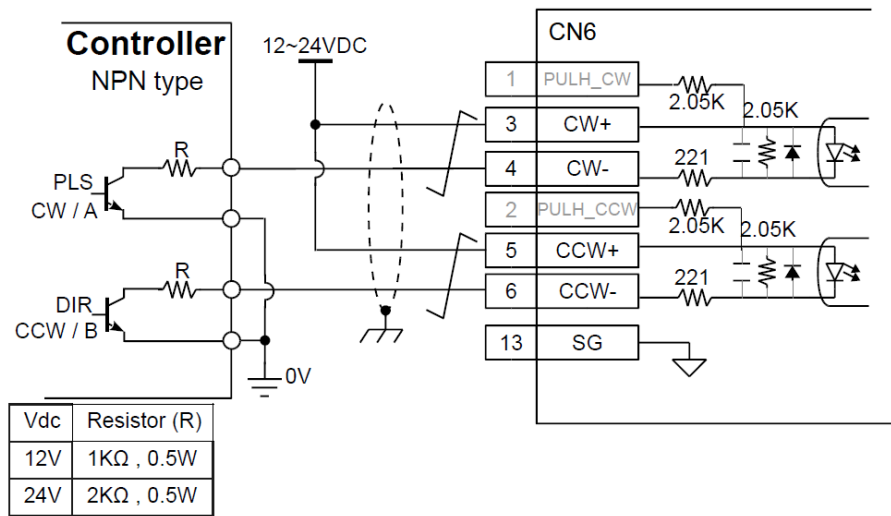 Controller
NPN type
12~24VDC
CN6
1 PULH_CW
2.05K
2.05K
3 CW+
R
4 CW-
221
PLS
CW / A
2 PULH_CCW
2.05K
2.05K
5 CCW+
R
6 CCW-
221
DIR
CCW / B
13 SG
0V
Vdc Resistor (R)
12V 1KΩ , 0.5W
24V 2KΩ , 0.5W